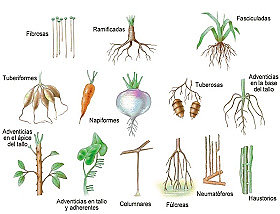 Fibrosas
Ramificadas
Fasciculadas
Tuberiformes
Napiformes
Tuberosas
Adventicias
en la base
del tallo
Adventicias
en el ápice
del tallo
Adventicias en tallo
y adherentes
Columnares
Fúlcreas
Neumatóforos
Haustorios